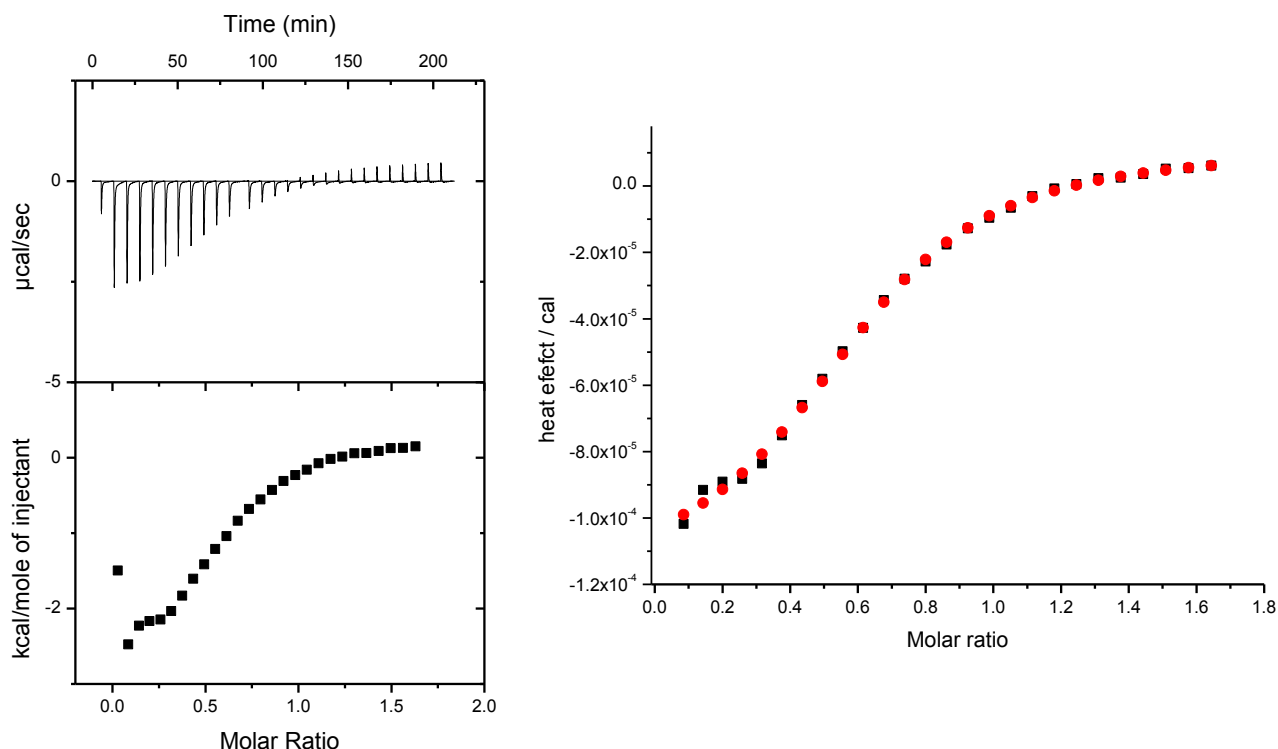 Time (min)
0 50 100 150 200
0
-5
µcal/sec
0
-2
kcal/mole of injectant
0.0 0.5 1.0 1.5 2.0
Molar Ratio
0.0
-2.0x10⁻⁵
-4.0x10⁻⁵
-6.0x10⁻⁵
-8.0x10⁻⁵
-1.0x10⁻⁴
-1.2x10⁻⁴
heat efefct / cal
0.0 0.2 0.4 0.6 0.8 1.0 1.2 1.4 1.6 1.8
Molar ratio